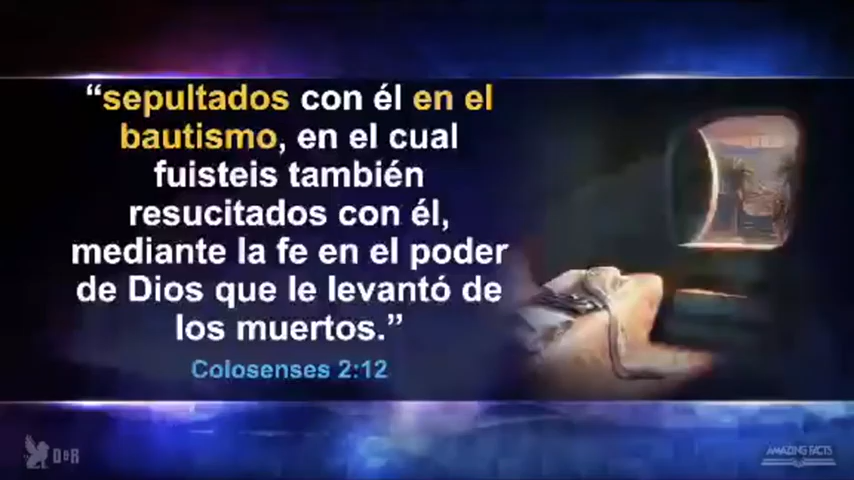 “sepultados con él en el
bautismo, en el cual
fuisteis también
resucitados con él,
mediante la fe en el poder
de Dios que le levantó de
los muertos.”
Colosenses 2:12
DᴮR
AMAZING FACTS